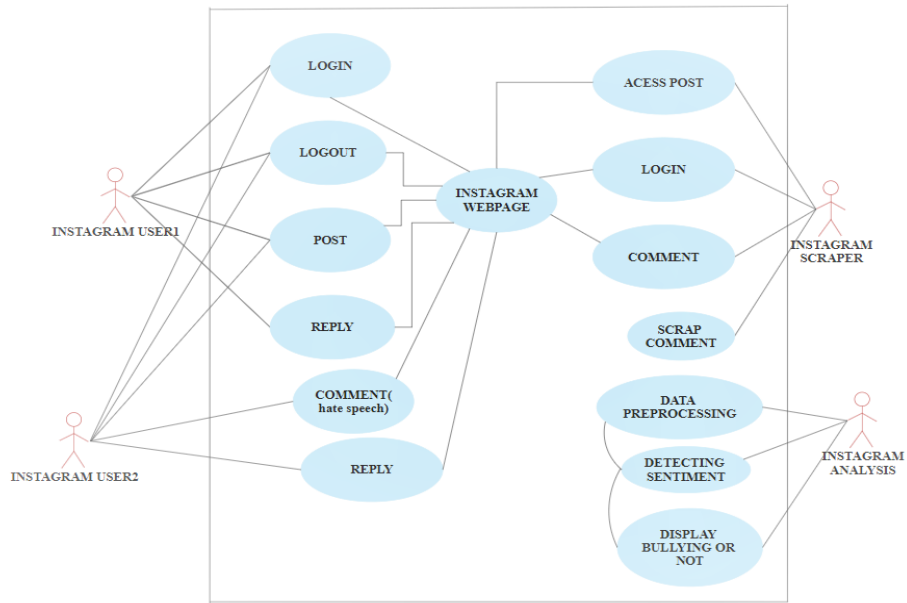 LOGIN
LOGOUT
POST
REPLY
COMMENT(
hate speech)
REPLY
INSTAGRAM
WEBPAGE
ACESS POST
LOGIN
COMMENT
SCRAP
COMMENT
DATA
PREPROCESSING
DETECTING
SENTIMENT
DISPLAY
BULLYING OR
NOT
INSTAGRAM USER1
INSTAGRAM USER2
INSTAGRAM
SCRAPER
INSTAGRAM
ANALYSIS